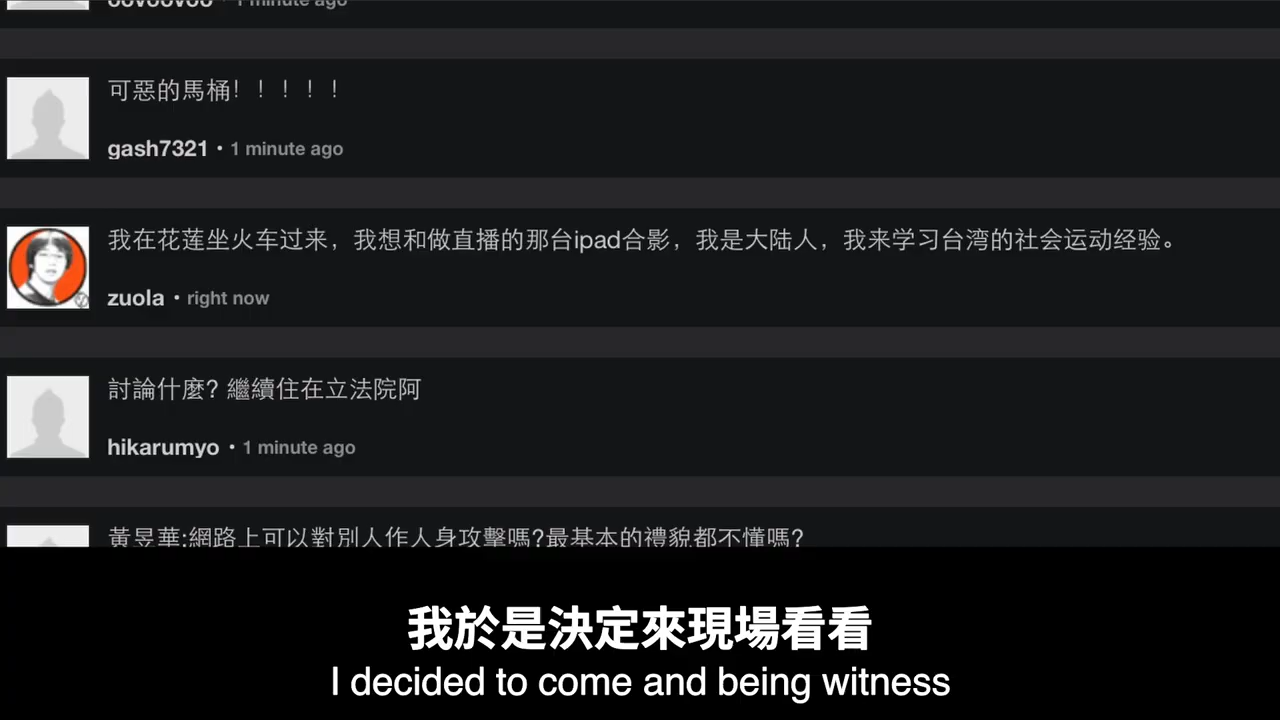 oovoovoo • 1 minute ago
可惡的馬桶！！！！！
gash7321 • 1 minute ago
我在花莲坐火车过来，我想和做直播的那台ipad合影，我是大陆人，我来学习台湾的社会运动经验。
zuola • right now
討論什麼? 繼續住在立法院阿
hikarumyo • 1 minute ago
黃昱華:網路上可以對別人作人身攻擊嗎?最基本的禮貌都不懂嗎?
我於是決定來現場看看
I decided to come and being witness